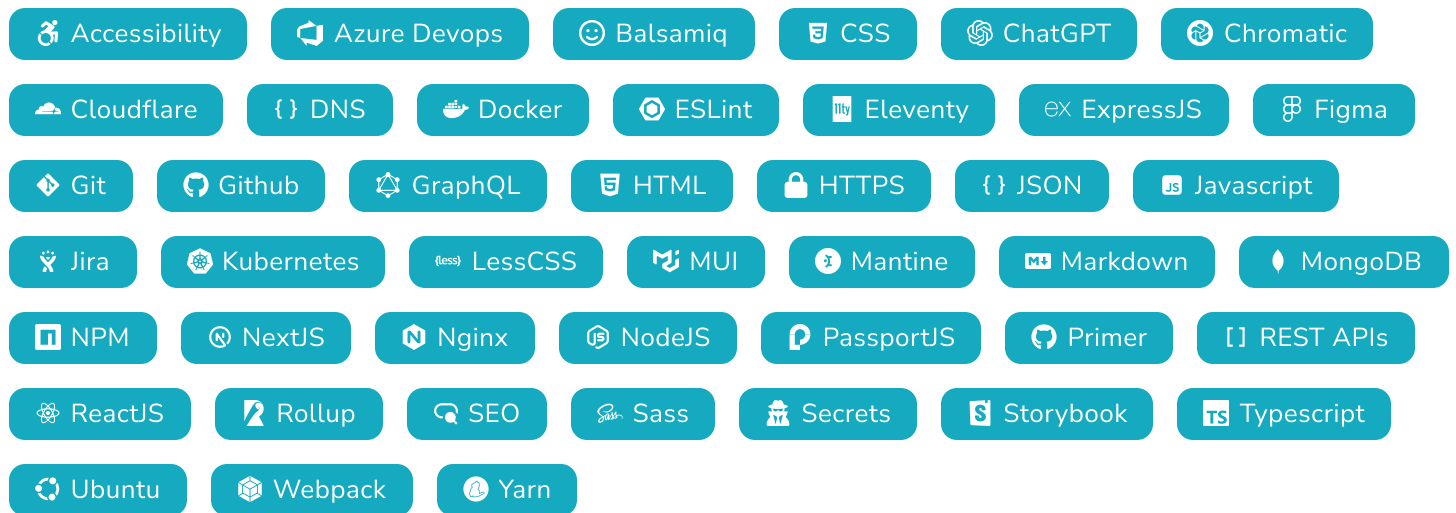 Accessibility Azure Devops Balsamiq CSS ChatGPT Chromatic
Cloudflare { } DNS Docker ESLint 11ty Eleventy ex ExpressJS Figma
Git Github GraphQL 5 HTML HTTPS { } JSON JS Javascript
Jira Kubernetes {less} LessCSS MUI Mantine M Markdown MongoDB
NPM N NextJS N Nginx JS NodeJS PassportJS Primer [ ] REST APIs
ReactJS Rollup SEO Sass Sass Secrets S Storybook TS Typescript
Ubuntu Webpack Yarn